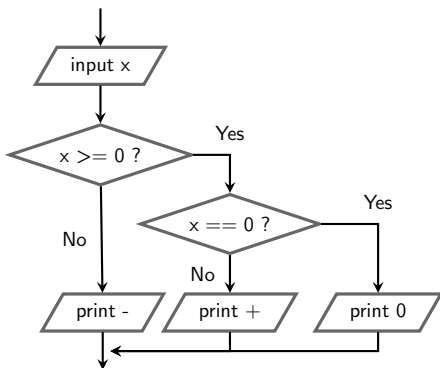 input x
Yes
x >= 0 ?
Yes
x == 0 ?
No
No
print -
print +
print 0